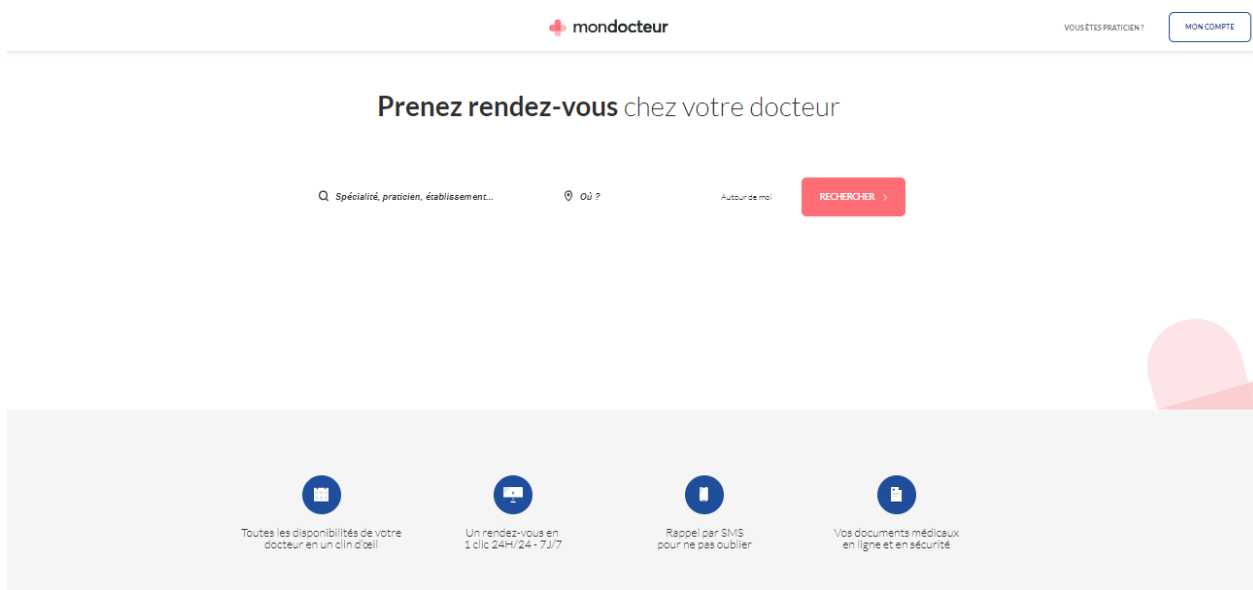 mondocteur
VOUS ÊTES PRATICIEN ?
MON COMPTE
Prenez rendez-vous chez votre docteur
Spécialité, praticien, établissement...
Où ?
Autour de moi
RECHERCHER >
Toutes les disponibilités de votre
docteur en un clin d'œil
Un rendez-vous en
1 clic 24H/24 - 7J/7
Rappel par SMS
pour ne pas oublier
Vos documents médicaux
en ligne et en sécurité